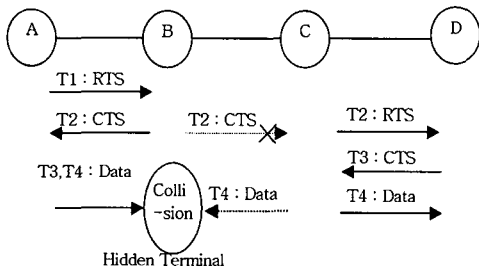 A B C D
T1 : RTS
T2 : CTS T2 : CTS T2 : RTS
T3 : CTS
T3,T4 : Data Colli T4 : Data T4 : Data
-sion
Hidden Terminal